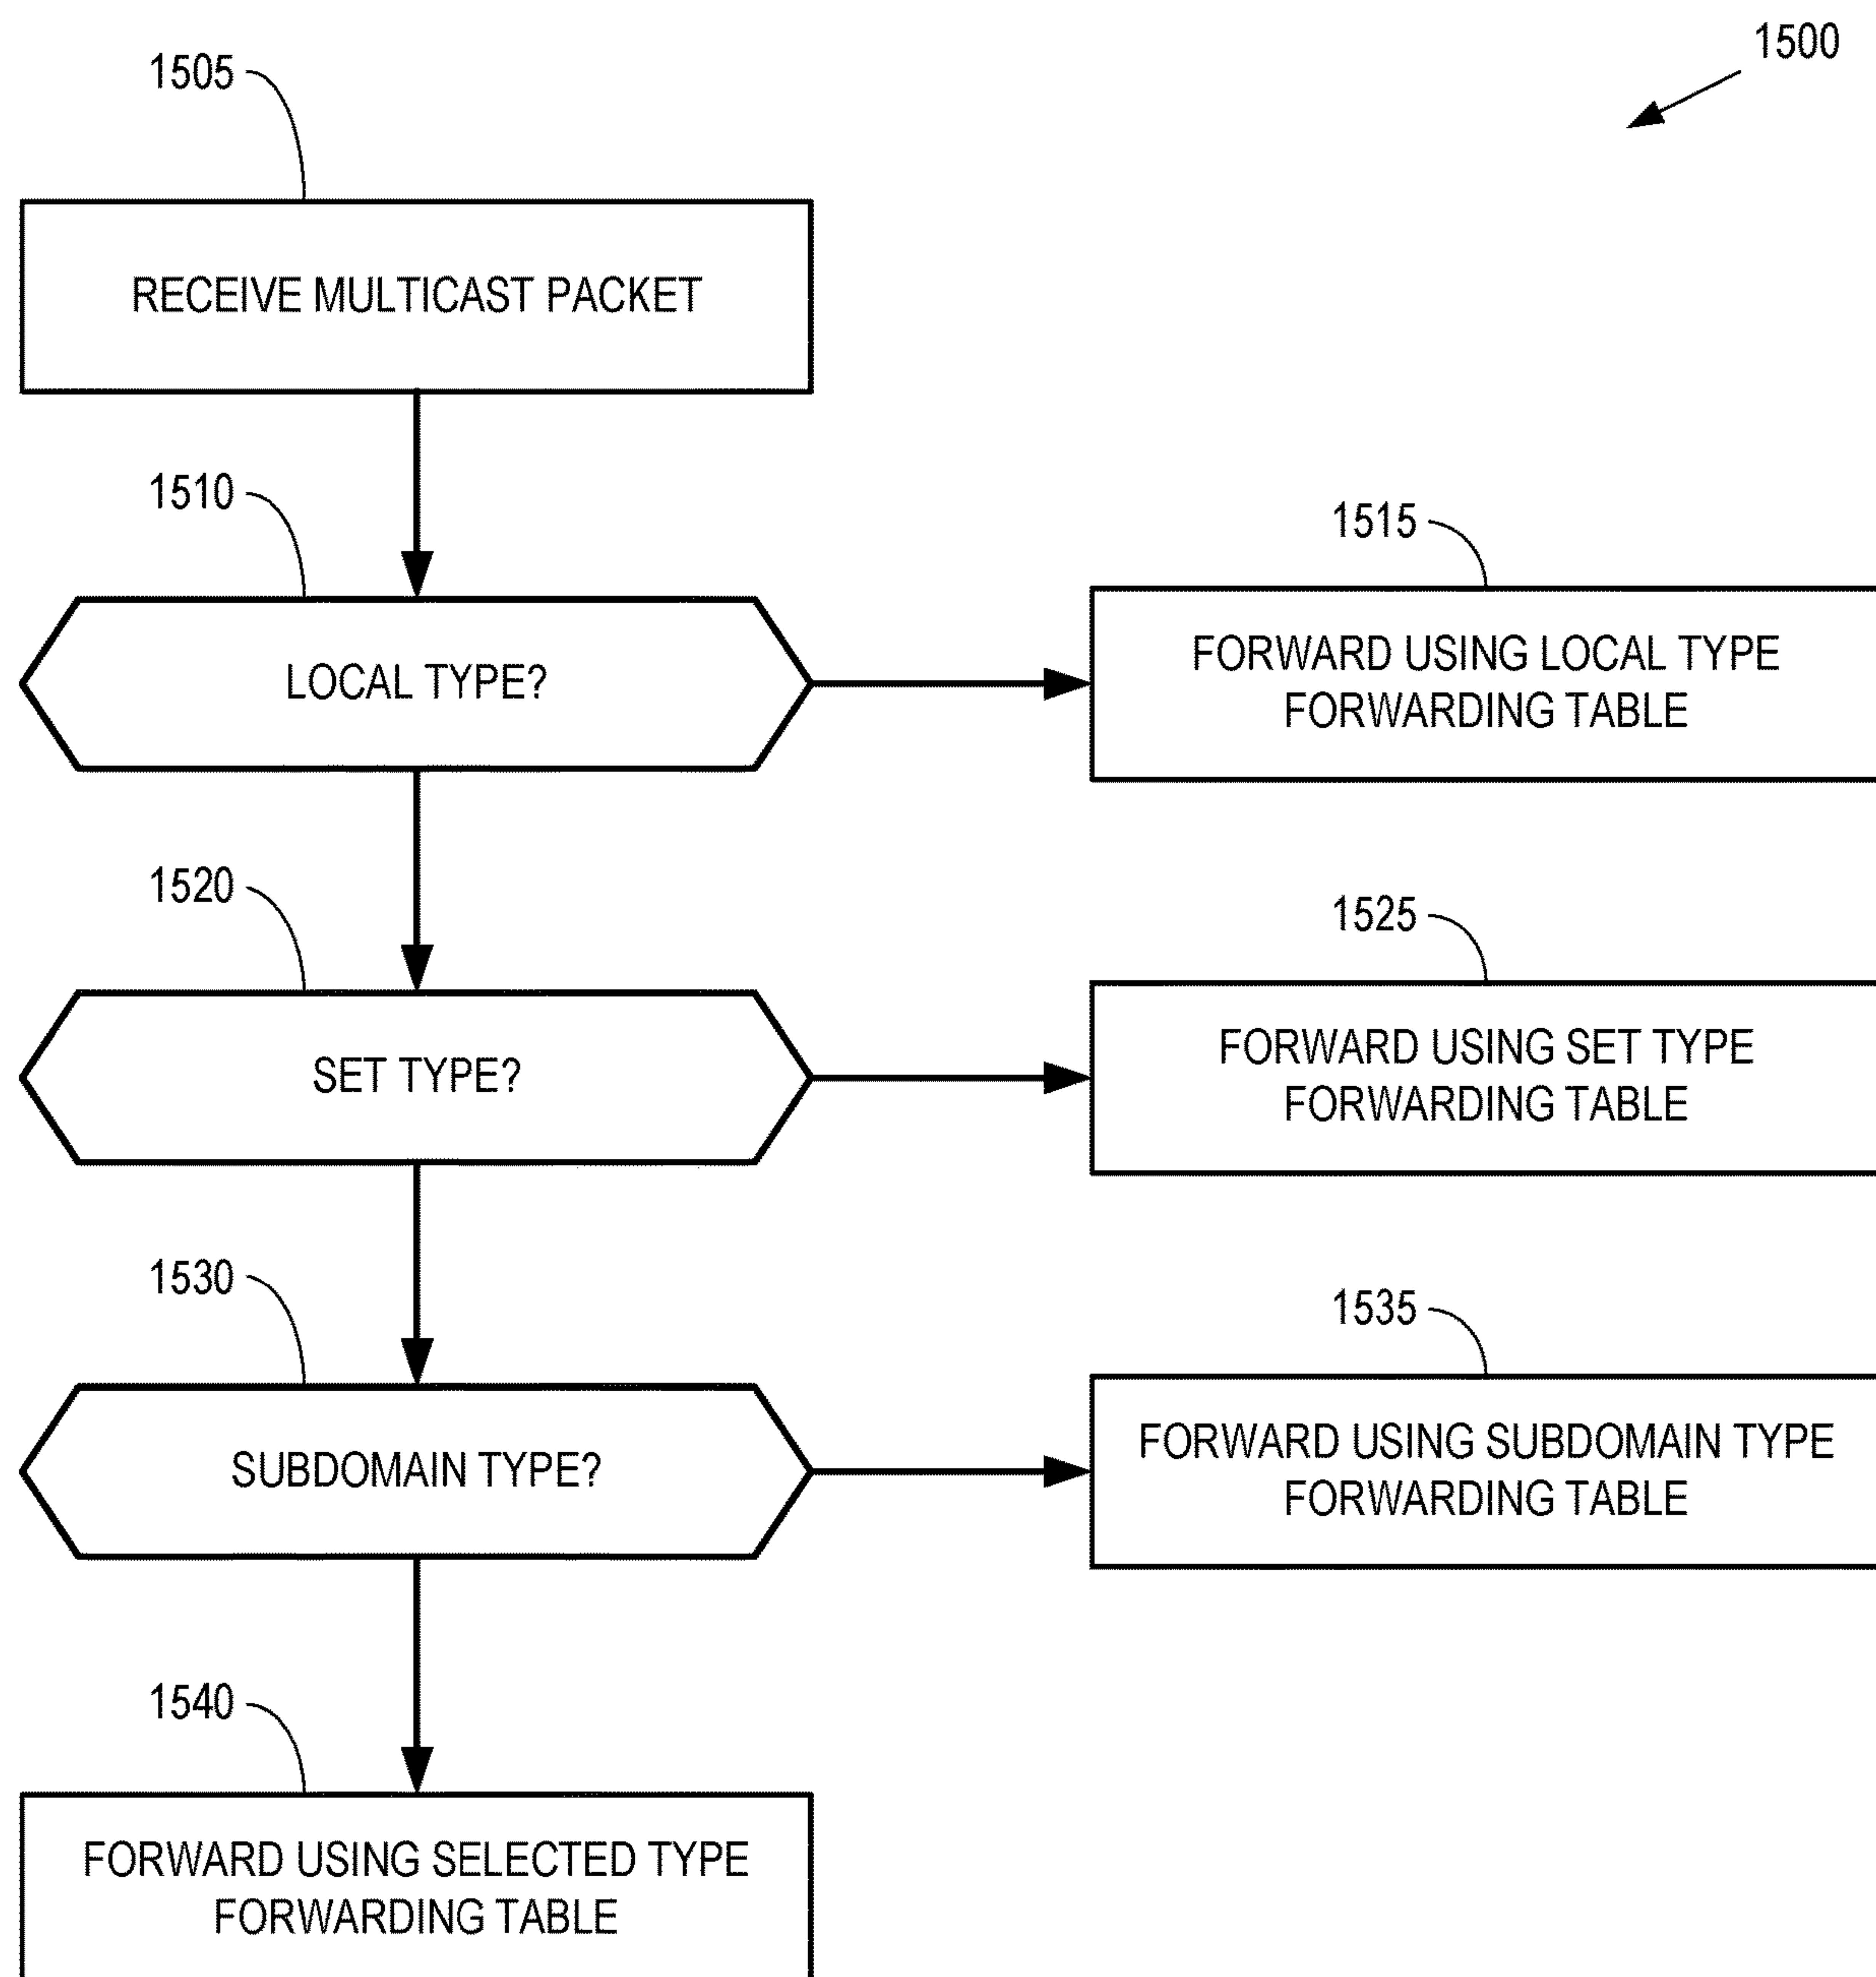 1500
1505
RECEIVE MULTICAST PACKET
1510
LOCAL TYPE?
1515
FORWARD USING LOCAL TYPE
FORWARDING TABLE
1520
SET TYPE?
1525
FORWARD USING SET TYPE
FORWARDING TABLE
1530
SUBDOMAIN TYPE?
1535
FORWARD USING SUBDOMAIN TYPE
FORWARDING TABLE
1540
FORWARD USING SELECTED TYPE
FORWARDING TABLE